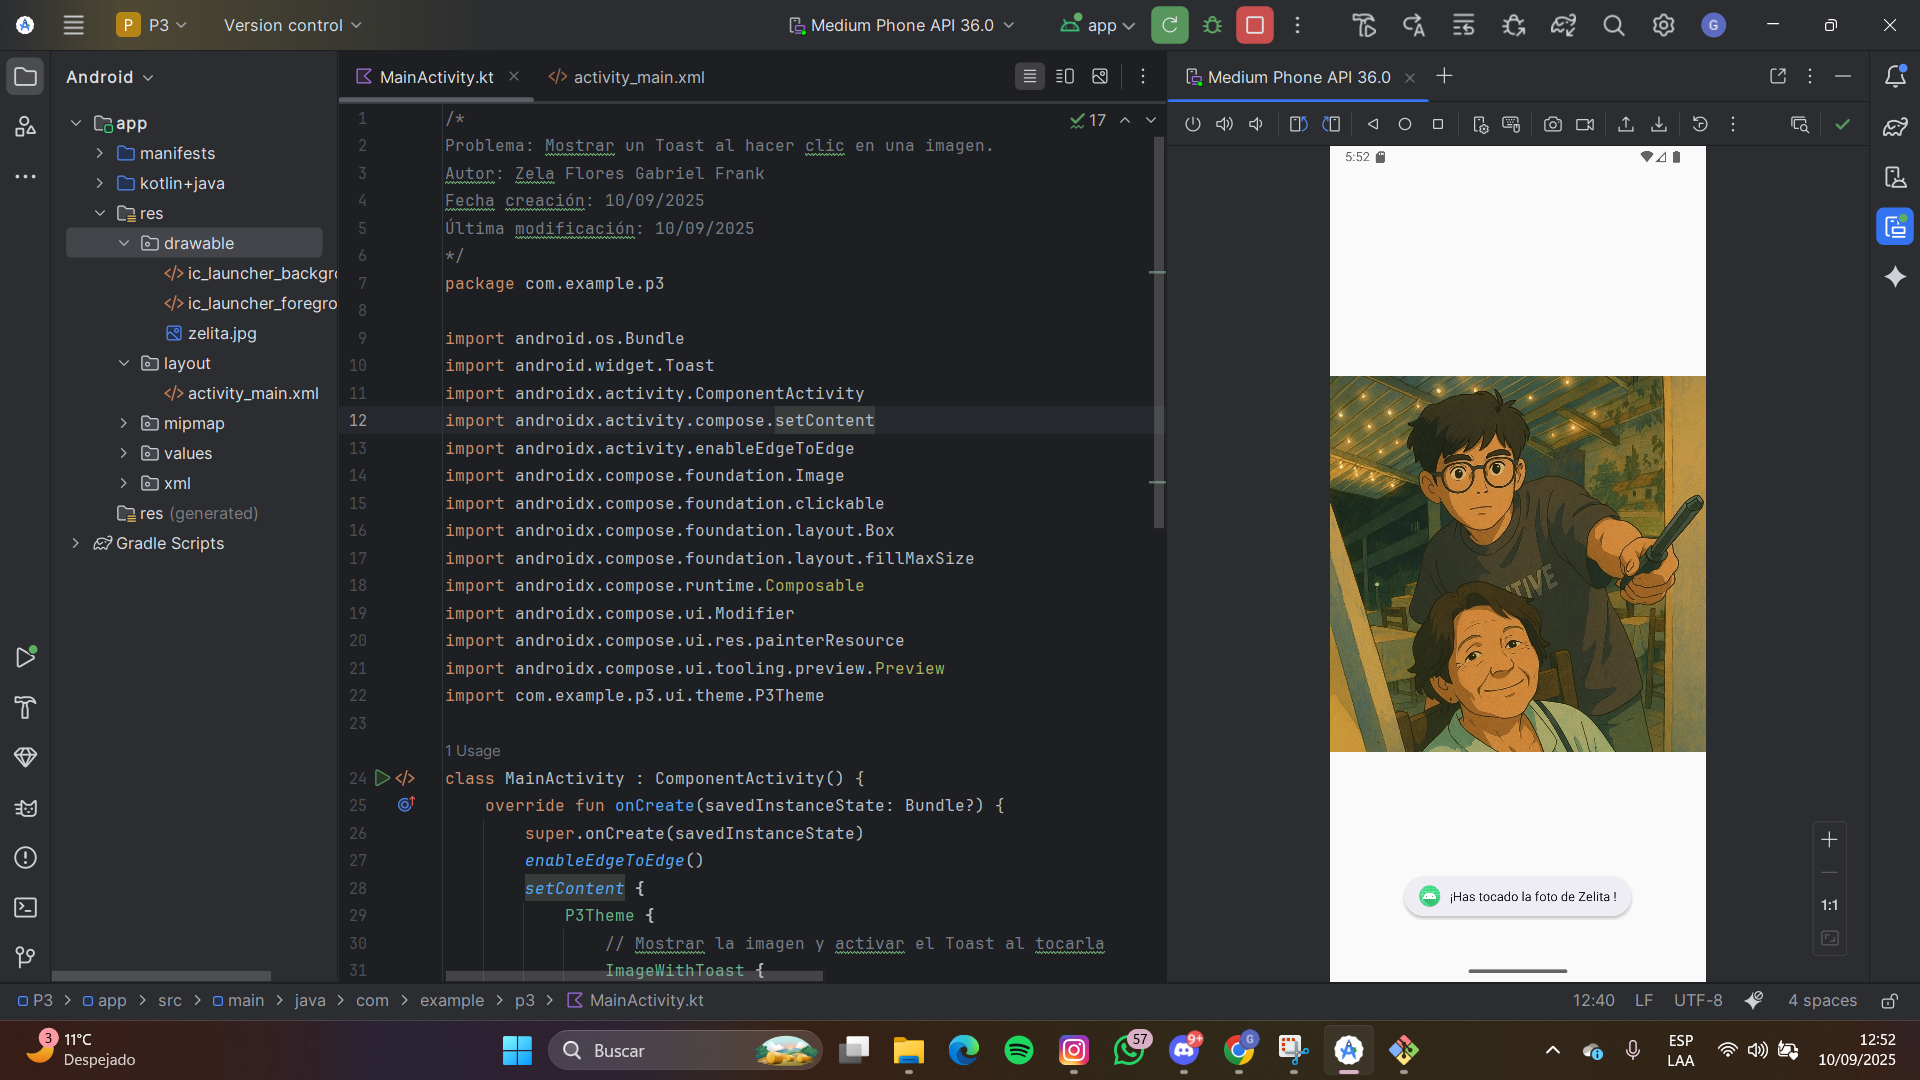 P P3
Version control
Medium Phone API 36.0
app
G
Android
MainActivity.kt
activity_main.xml
Medium Phone API 36.0
app
manifests
kotlin+java
res
drawable
ic_launcher_backgro
ic_launcher_foregro
zelita.jpg
layout
activity_main.xml
mipmap
values
xml
res (generated)
Gradle Scripts
17
1 /*
2 Problema: Mostrar un Toast al hacer clic en una imagen.
3 Autor: Zela Flores Gabriel Frank
4 Fecha creación: 10/09/2025
5 Última modificación: 10/09/2025
6 */
7 package com.example.p3
8
9 import android.os.Bundle
10 import android.widget.Toast
11 import androidx.activity.ComponentActivity
12 import androidx.activity.compose.setContent
13 import androidx.activity.enableEdgeToEdge
14 import androidx.compose.foundation.Image
15 import androidx.compose.foundation.clickable
16 import androidx.compose.foundation.layout.Box
17 import androidx.compose.foundation.layout.fillMaxSize
18 import androidx.compose.runtime.Composable
19 import androidx.compose.ui.Modifier
20 import androidx.compose.ui.res.painterResource
21 import androidx.compose.ui.tooling.preview.Preview
22 import com.example.p3.ui.theme.P3Theme
23
1 Usage
24 class MainActivity : ComponentActivity() {
25 override fun onCreate(savedInstanceState: Bundle?) {
26 super.onCreate(savedInstanceState)
27 enableEdgeToEdge()
28 setContent {
29 P3Theme {
30 // Mostrar la imagen y activar el Toast al tocarla
31 ImageWithToast {
5:52
¡Has tocado la foto de Zelita !
1:1
P3 > app > src > main > java > com > example > p3 > MainActivity.kt
12:40 LF UTF-8 4 spaces
3
11°C
Despejado
Buscar
57
9+
G
ESP
LAA
12:52
10/09/2025